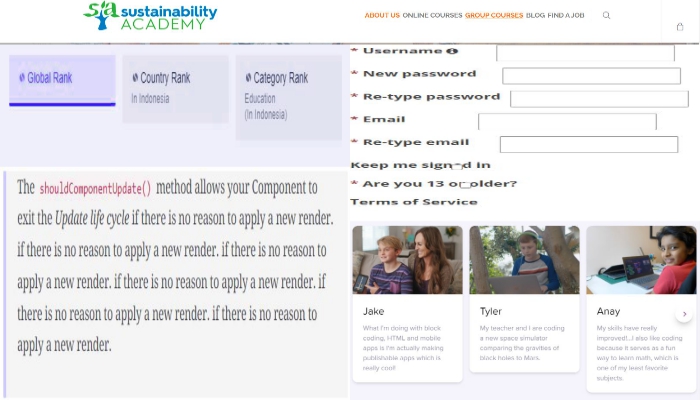 sustainability
ACADEMY
ABOUT US ONLINE COURSES GROUP COURSES BLOG FIND A JOB
Global Rank
Country Rank
In Indonesia
Category Rank
Education
(In Indonesia)
* Username
* New password
* Re-type password
* Email
* Re-type email
Keep me signed in
* Are you 13 or older?
Terms of Service
The shouldComponentUpdate() method allows your Component to
exit the Update life cycle if there is no reason to apply a new render.
if there is no reason to apply a new render. if there is no reason to
apply a new render. if there is no reason to apply a new render. if
there is no reason to apply a new render. if there is no reason to
apply a new render.
Jake
What I'm doing with block
coding, HTML and mobile
apps is I'm actually making
publishable apps which is
really cool!
Tyler
My teacher and I are coding
a new space simulator
comparing the gravities of
black holes to Mars.
Anay
My skills have really
improved!...I also like coding
because it serves as a fun
way to learn math, which is
one of my least favorite
subjects.